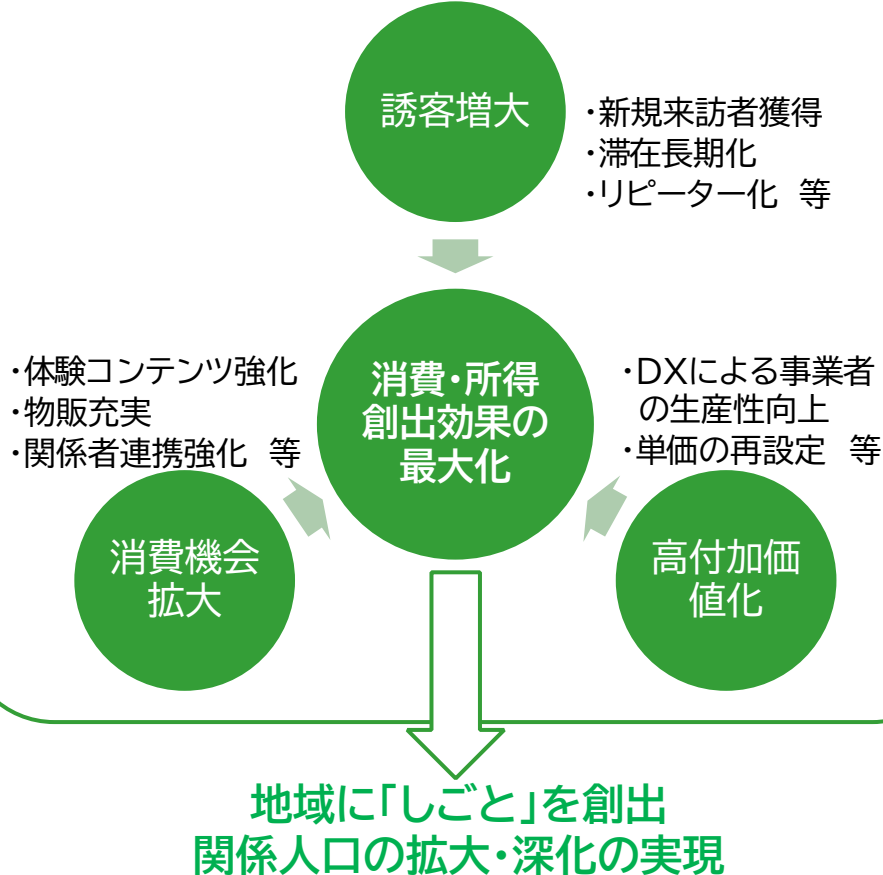 誘客増大
・新規来訪者獲得
・滞在長期化
・リピーター化　等
・体験コンテンツ強化
・物販充実
・関係者連携強化　等
消費・所得
創出効果の
最大化
・DXによる事業者
の生産性向上
・単価の再設定　等
消費機会
拡大
高付加価
値化
地域に「しごと」を創出
関係人口の拡大・深化の実現